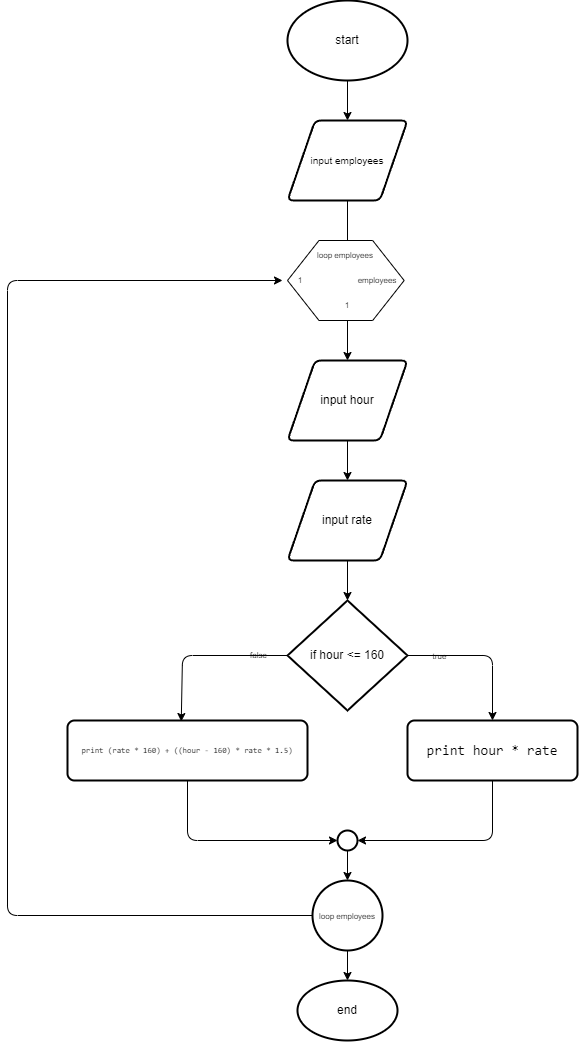 start
input employees
loop employees
1
employees
1
input hour
input rate
if hour <= 160
false
true
print (rate * 160) + ((hour - 160) * rate * 1.5)
print hour * rate
loop employees
end